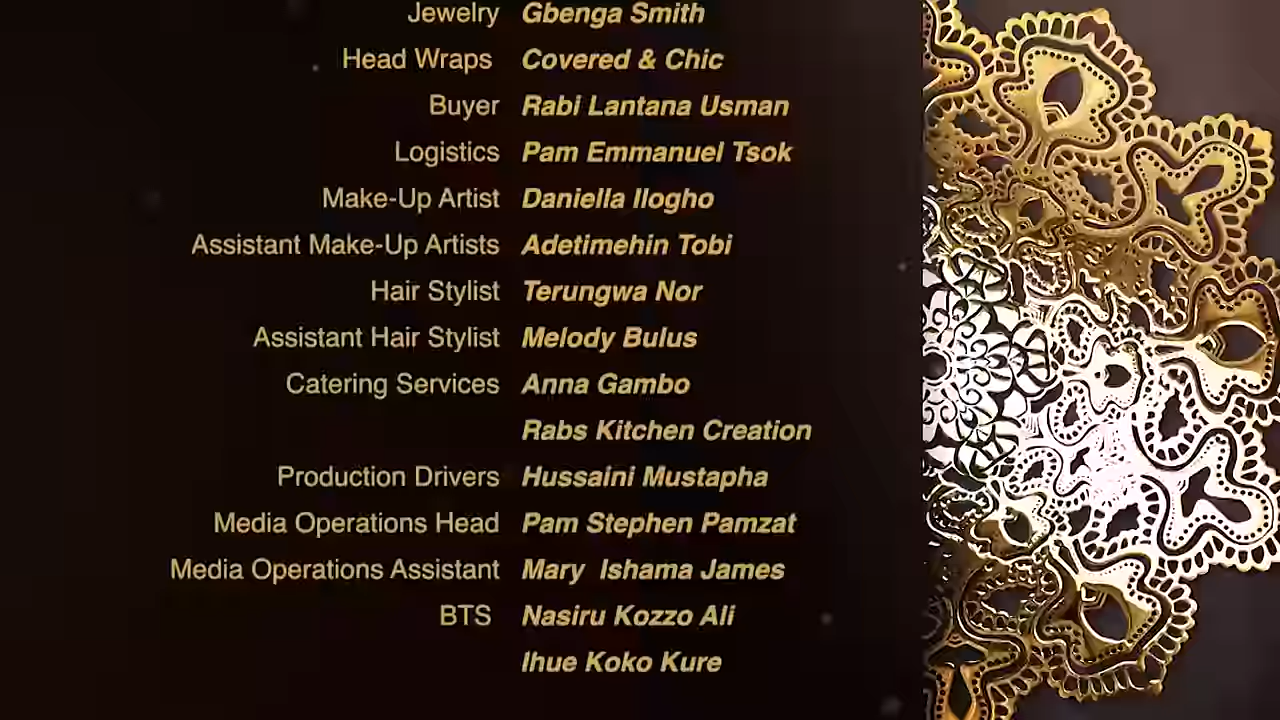 Jewelry Gbenga Smith
Head Wraps Covered & Chic
Buyer Rabi Lantana Usman
Logistics Pam Emmanuel Tsok
Make-Up Artist Daniella Ilogho
Assistant Make-Up Artists Adetimehin Tobi
Hair Stylist Terungwa Nor
Assistant Hair Stylist Melody Bulus
Catering Services Anna Gambo
Rabs Kitchen Creation
Production Drivers Hussaini Mustapha
Media Operations Head Pam Stephen Pamzat
Media Operations Assistant Mary Ishama James
BTS Nasiru Kozzo Ali
Ihue Koko Kure